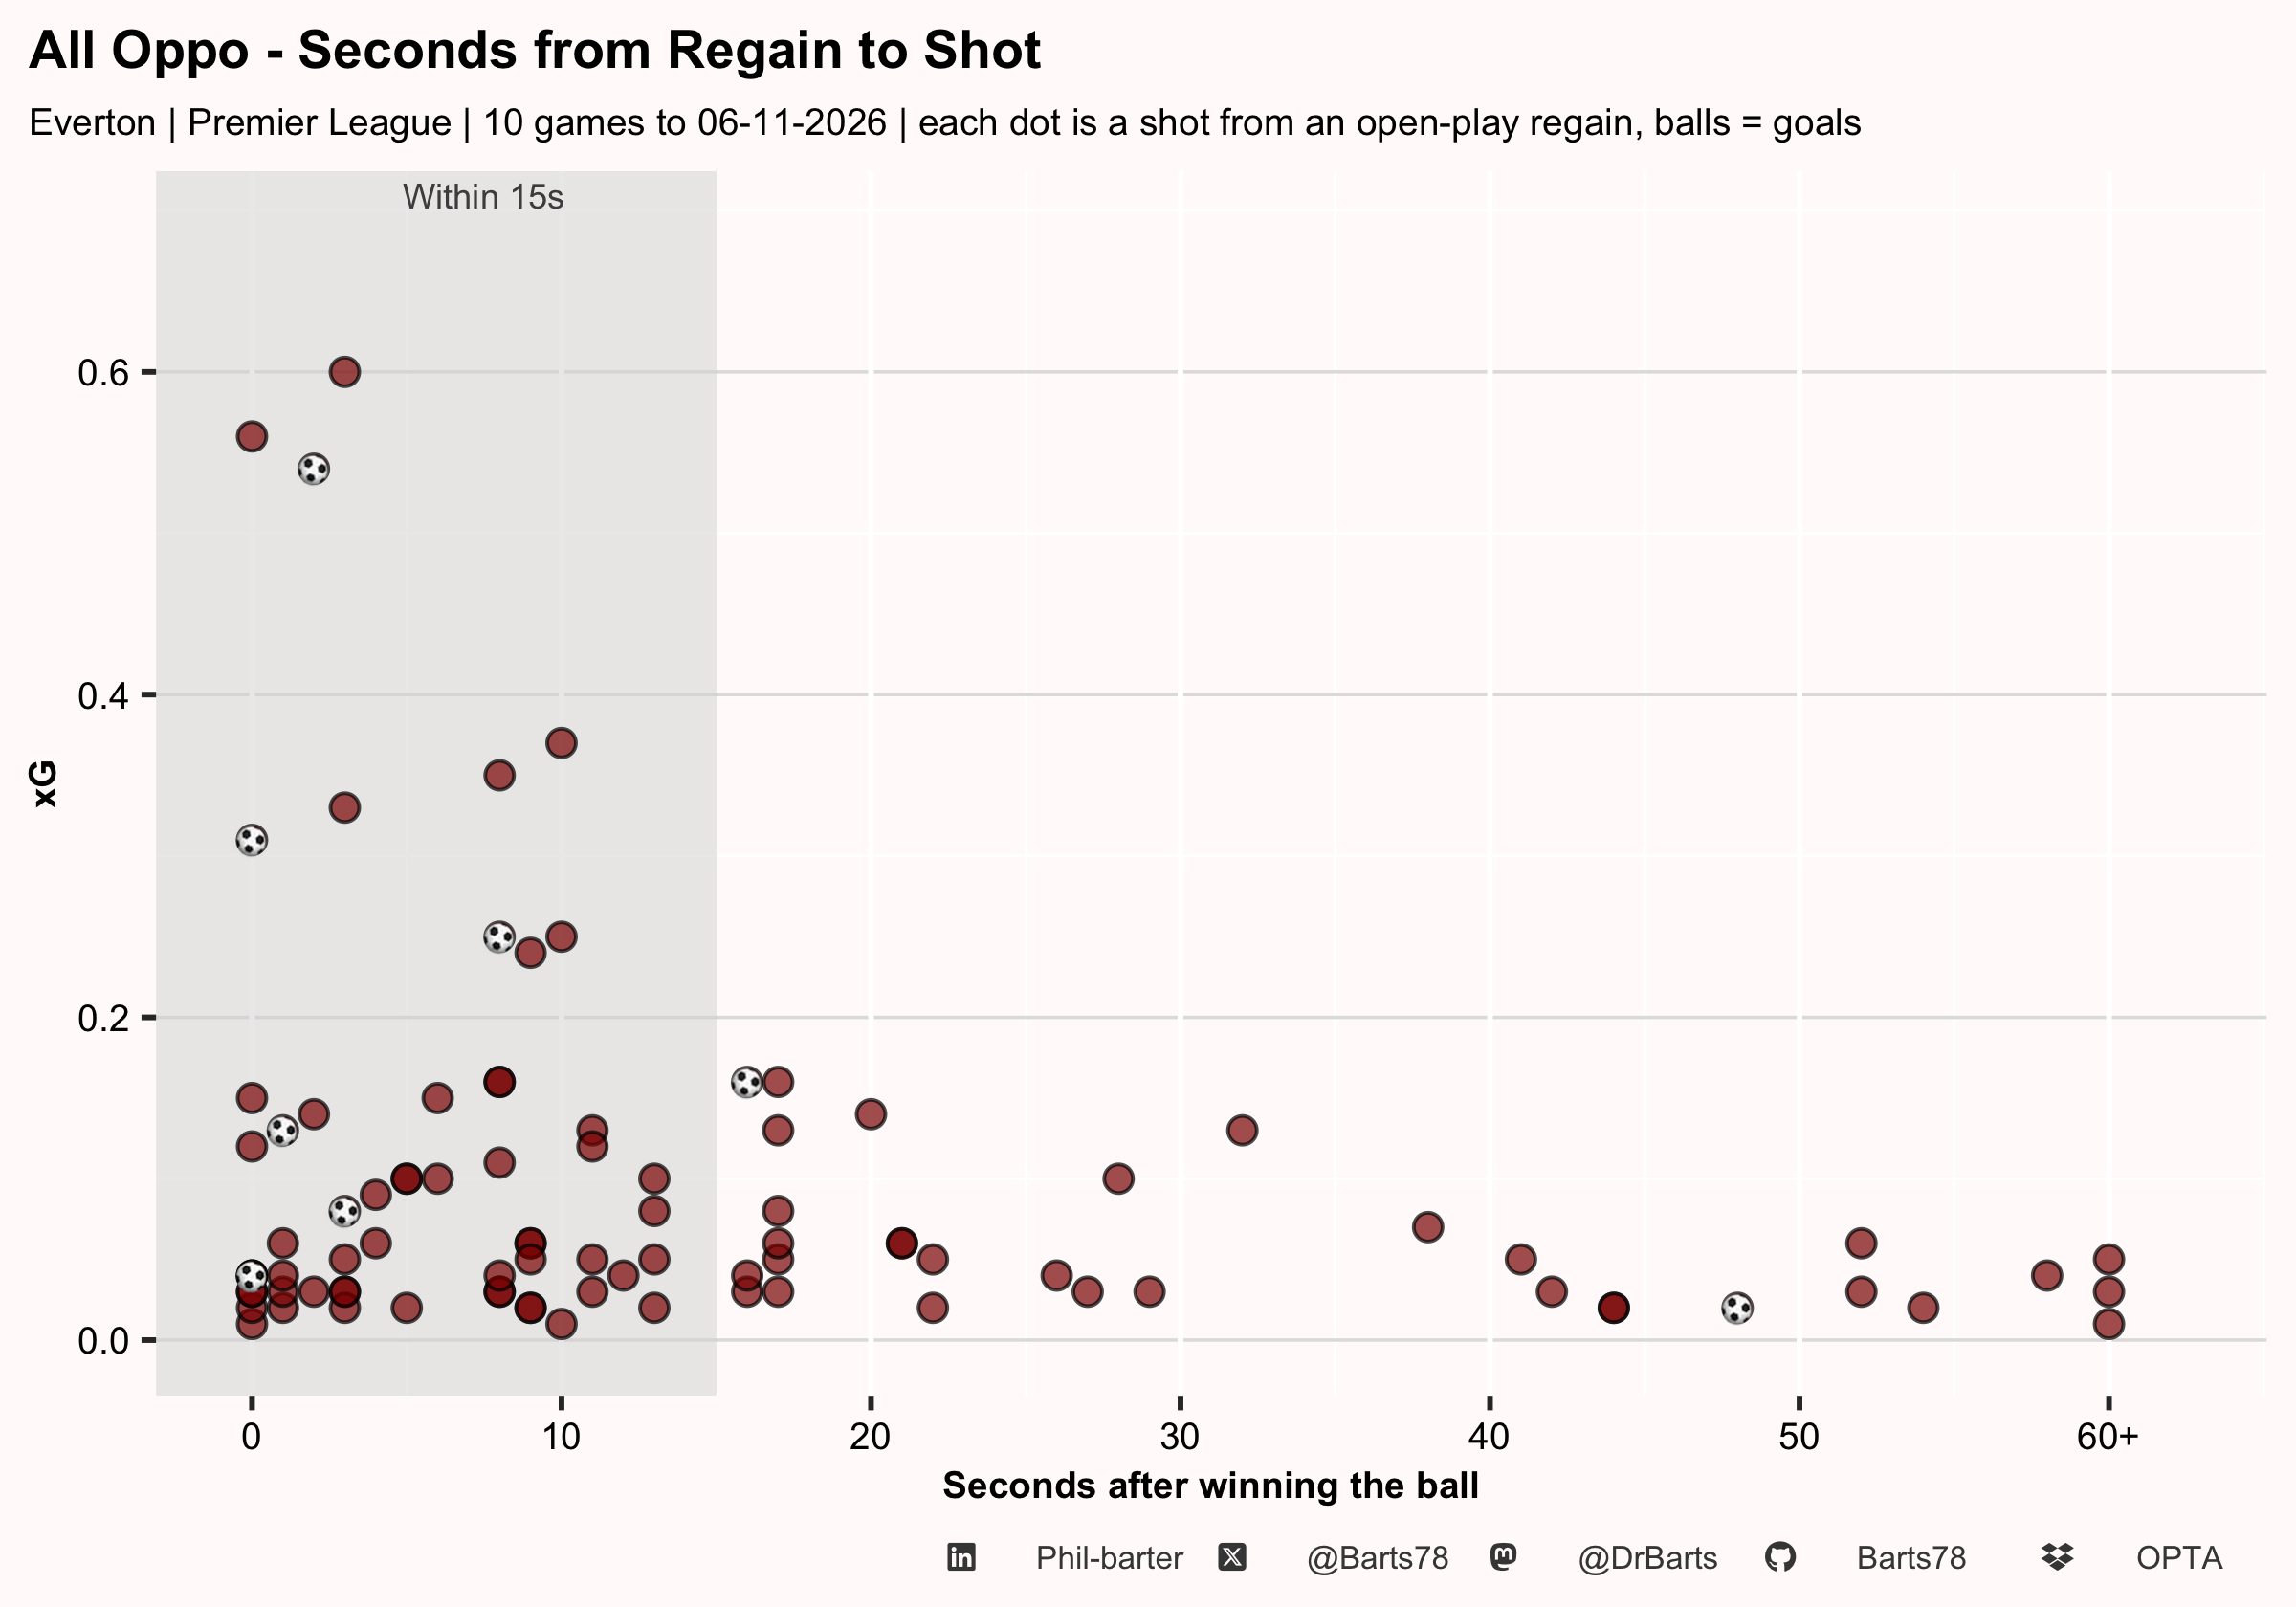 All Oppo - Seconds from Regain to Shot
Everton | Premier League | 10 games to 06-11-2026 | each dot is a shot from an open-play regain, balls = goals
Within 15s
0.6
0.4
0.2
0.0
xG
0 10 20 30 40 50 60+
Seconds after winning the ball
Phil-barter @Barts78 @DrBarts Barts78 OPTA